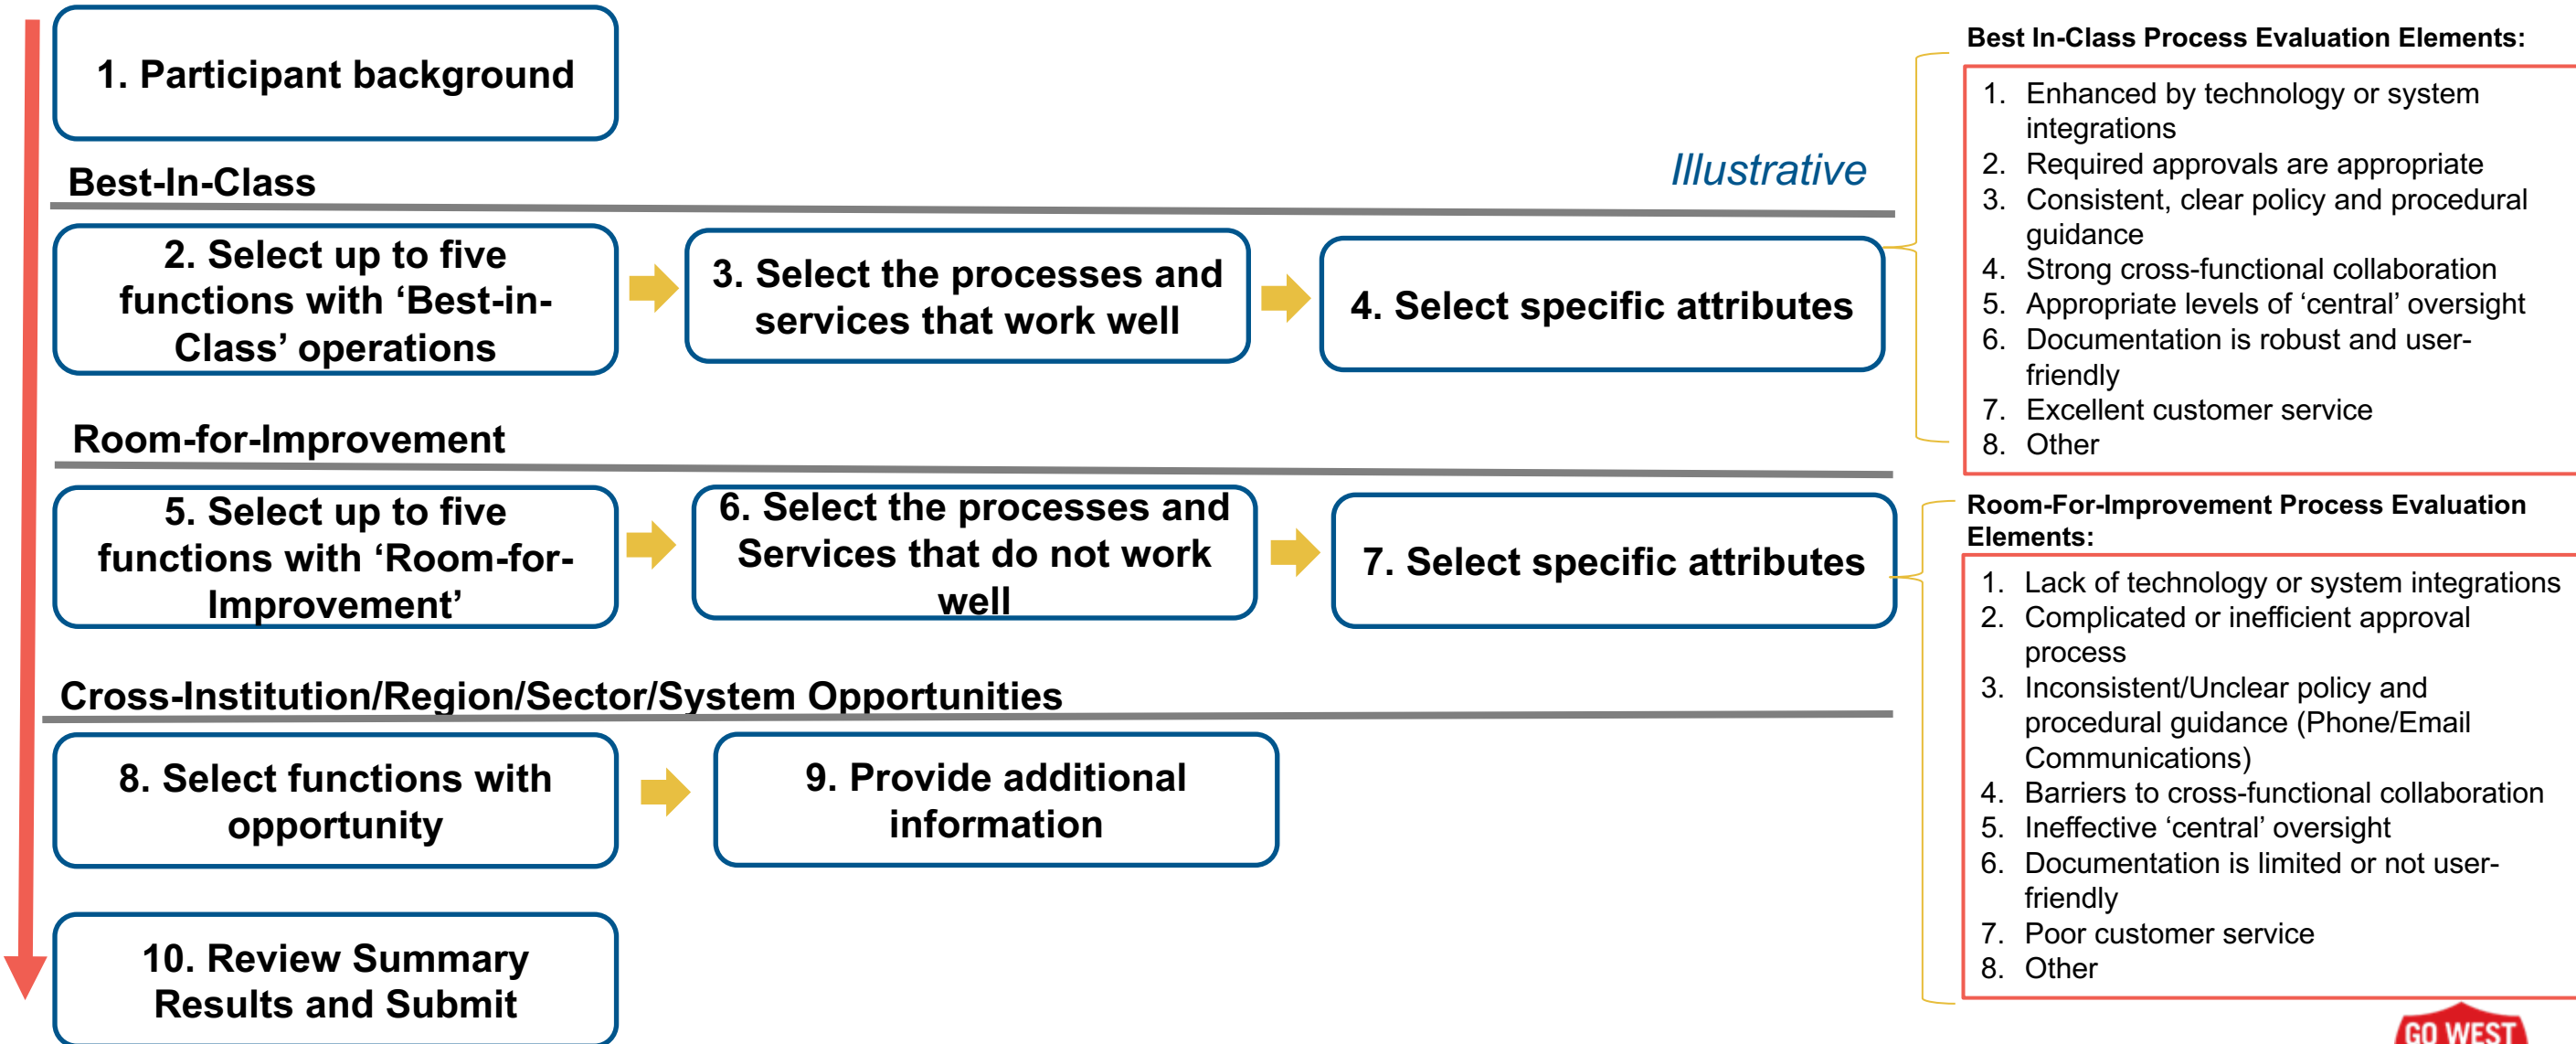 1. Participant background
Best-In-Class
Illustrative
2. Select up to five
functions with ‘Best-in-
Class’ operations
3. Select the processes and
services that work well
4. Select specific attributes
Best In-Class Process Evaluation Elements:
1. Enhanced by technology or system
integrations
2. Required approvals are appropriate
3. Consistent, clear policy and procedural
guidance
4. Strong cross-functional collaboration
5. Appropriate levels of ‘central’ oversight
6. Documentation is robust and user-
friendly
7. Excellent customer service
8. Other
Room-for-Improvement
5. Select up to five
functions with ‘Room-for-
Improvement’
6. Select the processes and
Services that do not work
well
7. Select specific attributes
Room-For-Improvement Process Evaluation
Elements:
1. Lack of technology or system integrations
2. Complicated or inefficient approval
process
3. Inconsistent/Unclear policy and
procedural guidance (Phone/Email
Communications)
4. Barriers to cross-functional collaboration
5. Ineffective ‘central’ oversight
6. Documentation is limited or not user-
friendly
7. Poor customer service
8. Other
Cross-Institution/Region/Sector/System Opportunities
8. Select functions with
opportunity
9. Provide additional
information
10. Review Summary
Results and Submit
GO WEST